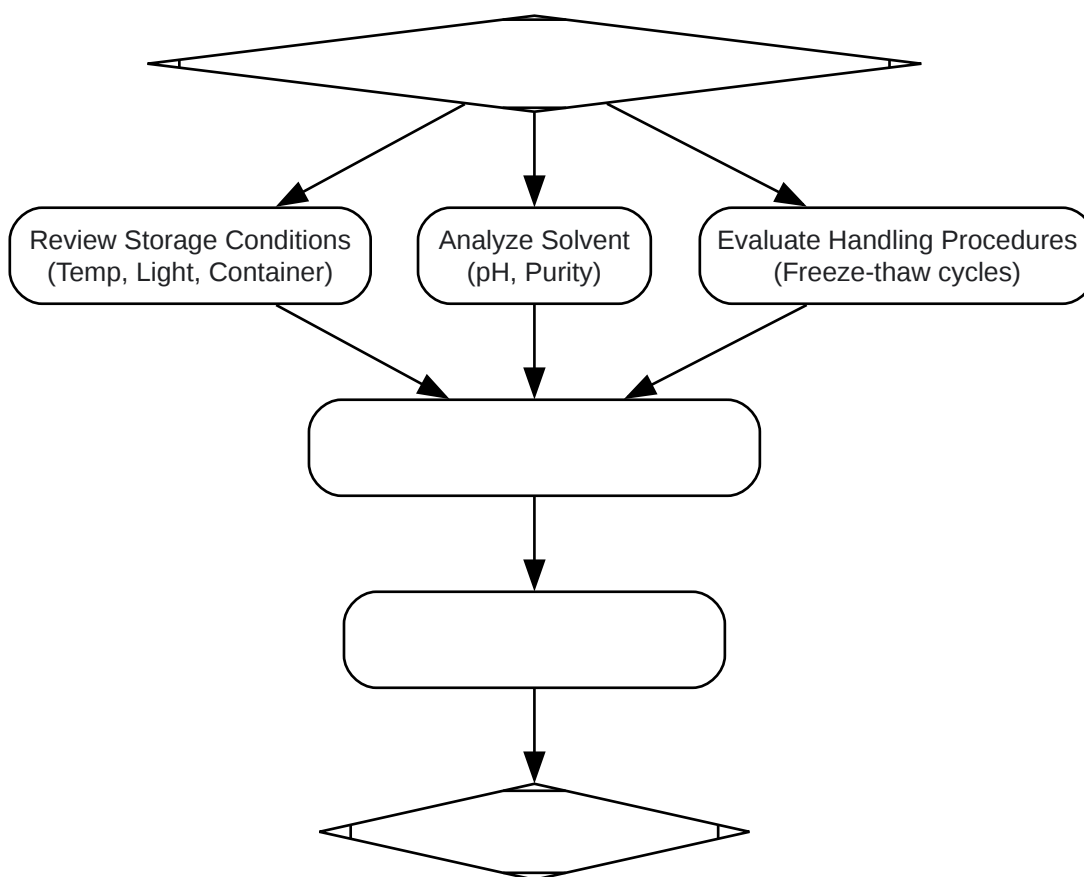 Review Storage Conditions
(Temp, Light, Container)
Analyze Solvent
(pH, Purity)
Evaluate Handling Procedures
(Freeze-thaw cycles)